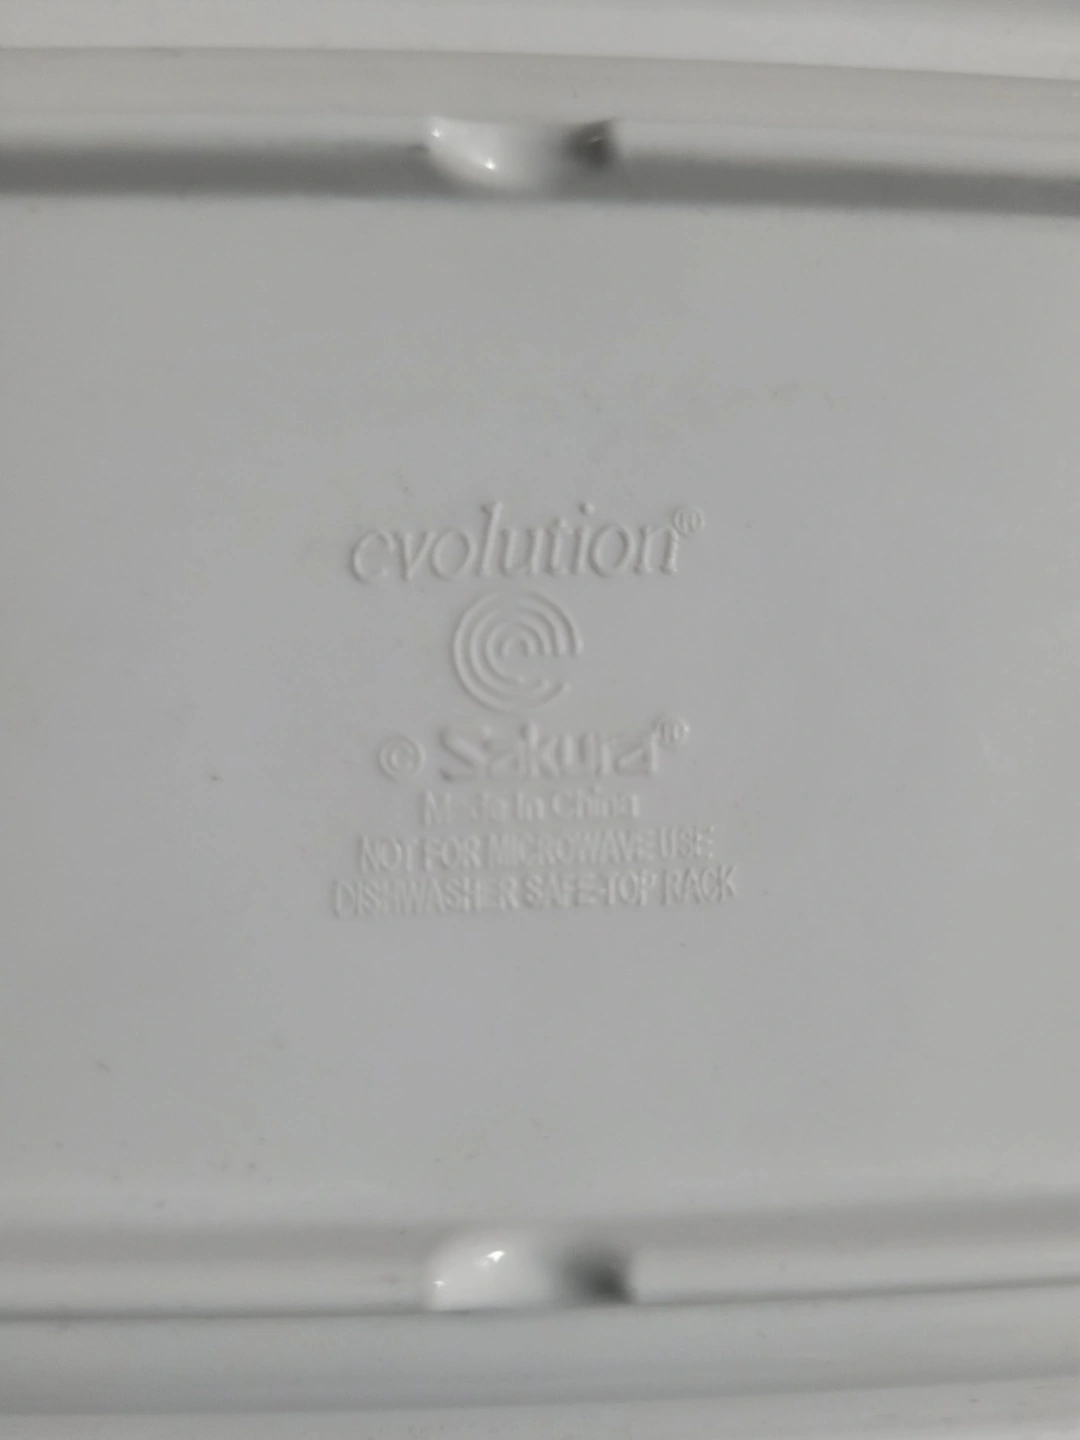 evolution®
© Sakura®
Made In China
NOT FOR MICROWAVE USE
DISHWASHER SAFE-TOP RACK